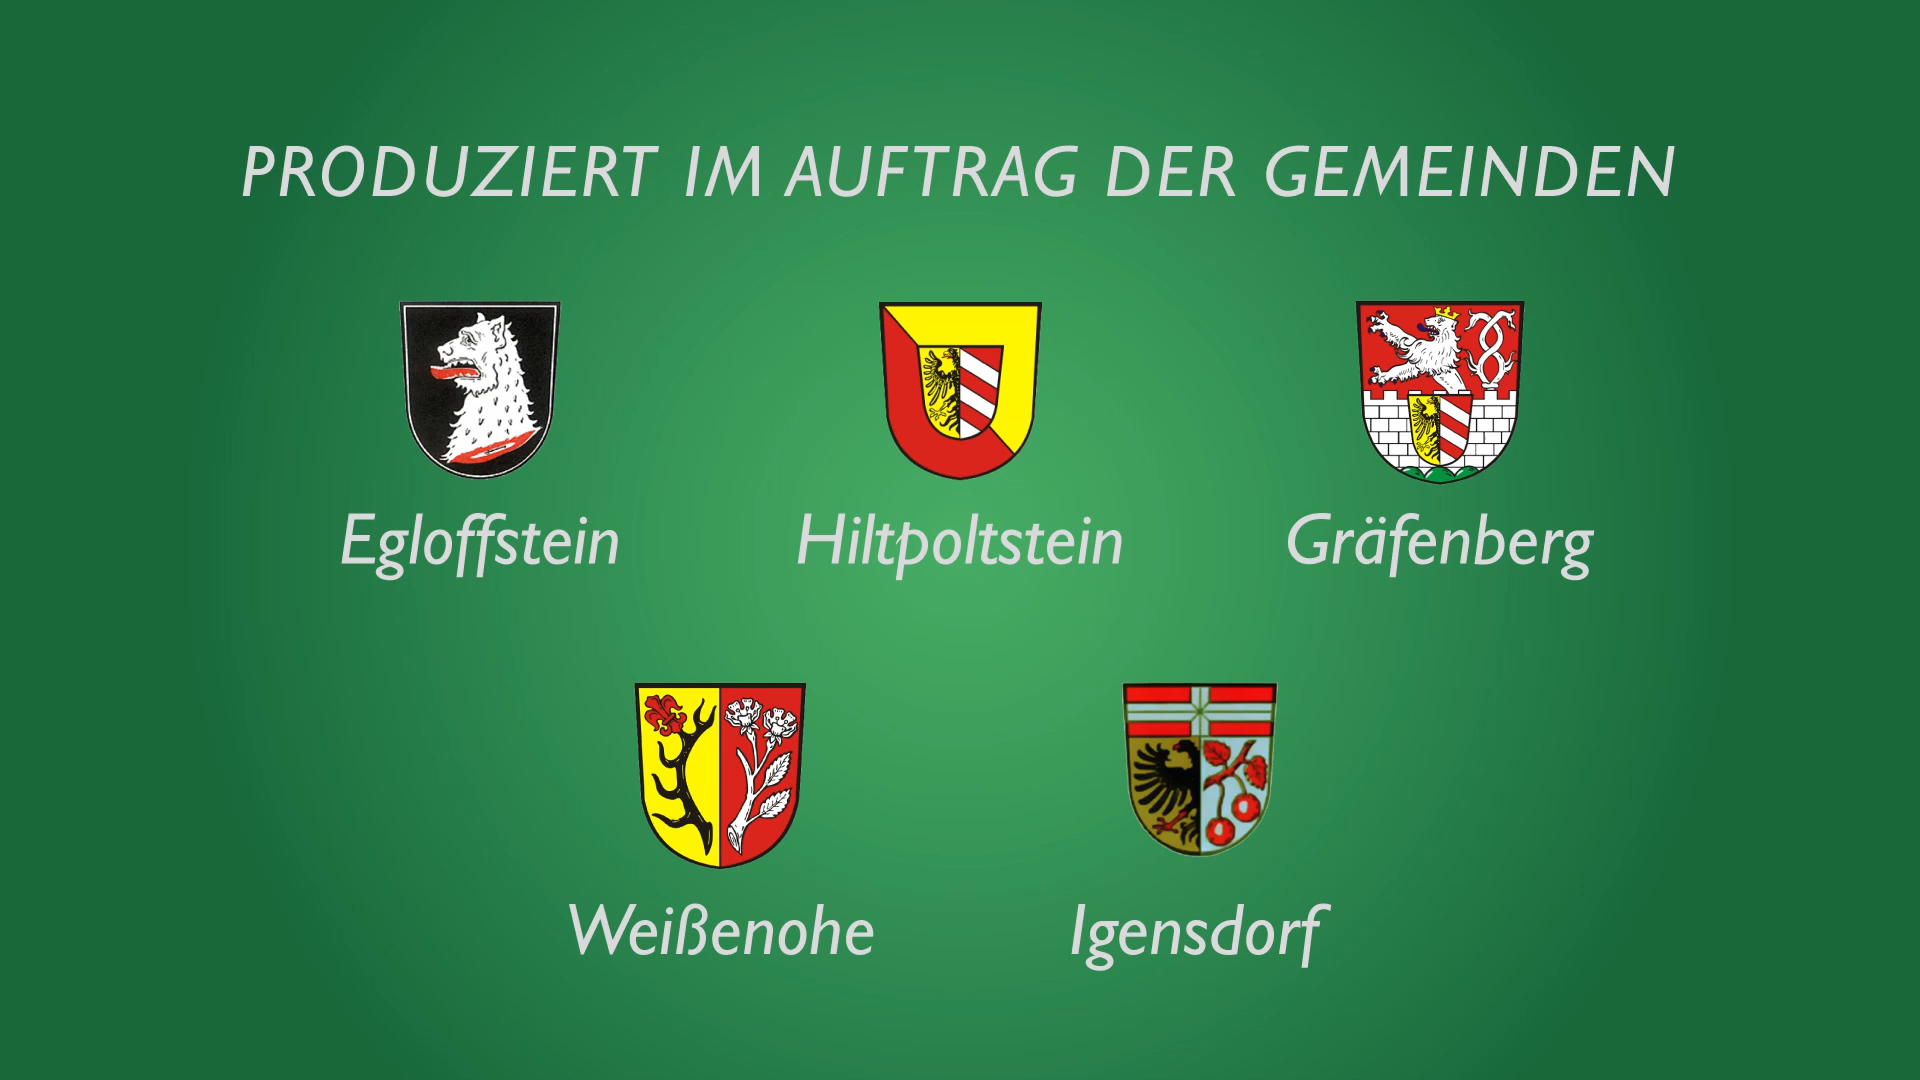 PRODUZIERT IM AUFTRAG DER GEMEINDEN
Egloffstein
Hiltpoltstein
Gräfenberg
Weißenohe
Igensdorf